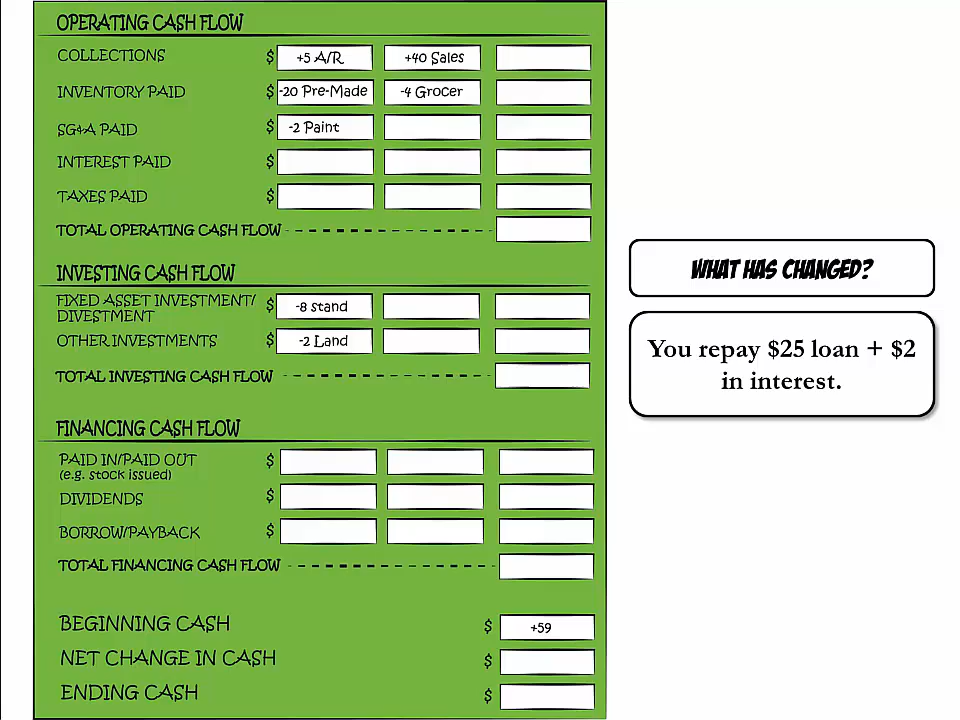 OPERATING CASH FLOW
COLLECTIONS $ +5 A/R +40 Sales
INVENTORY PAID $ -20 Pre-Made -4 Grocer
SG&A PAID $ -2 Paint
INTEREST PAID $
TAXES PAID $
TOTAL OPERATING CASH FLOW
INVESTING CASH FLOW
FIXED ASSET INVESTMENT/ $ -8 stand
DIVESTMENT
OTHER INVESTMENTS $ -2 Land
TOTAL INVESTING CASH FLOW
FINANCING CASH FLOW
PAID IN/PAID OUT $
(e.g. stock issued)
DIVIDENDS $
BORROW/PAYBACK $
TOTAL FINANCING CASH FLOW
BEGINNING CASH $ +59
NET CHANGE IN CASH $
ENDING CASH $
WHAT HAS CHANGED?
You repay $25 loan + $2
in interest.